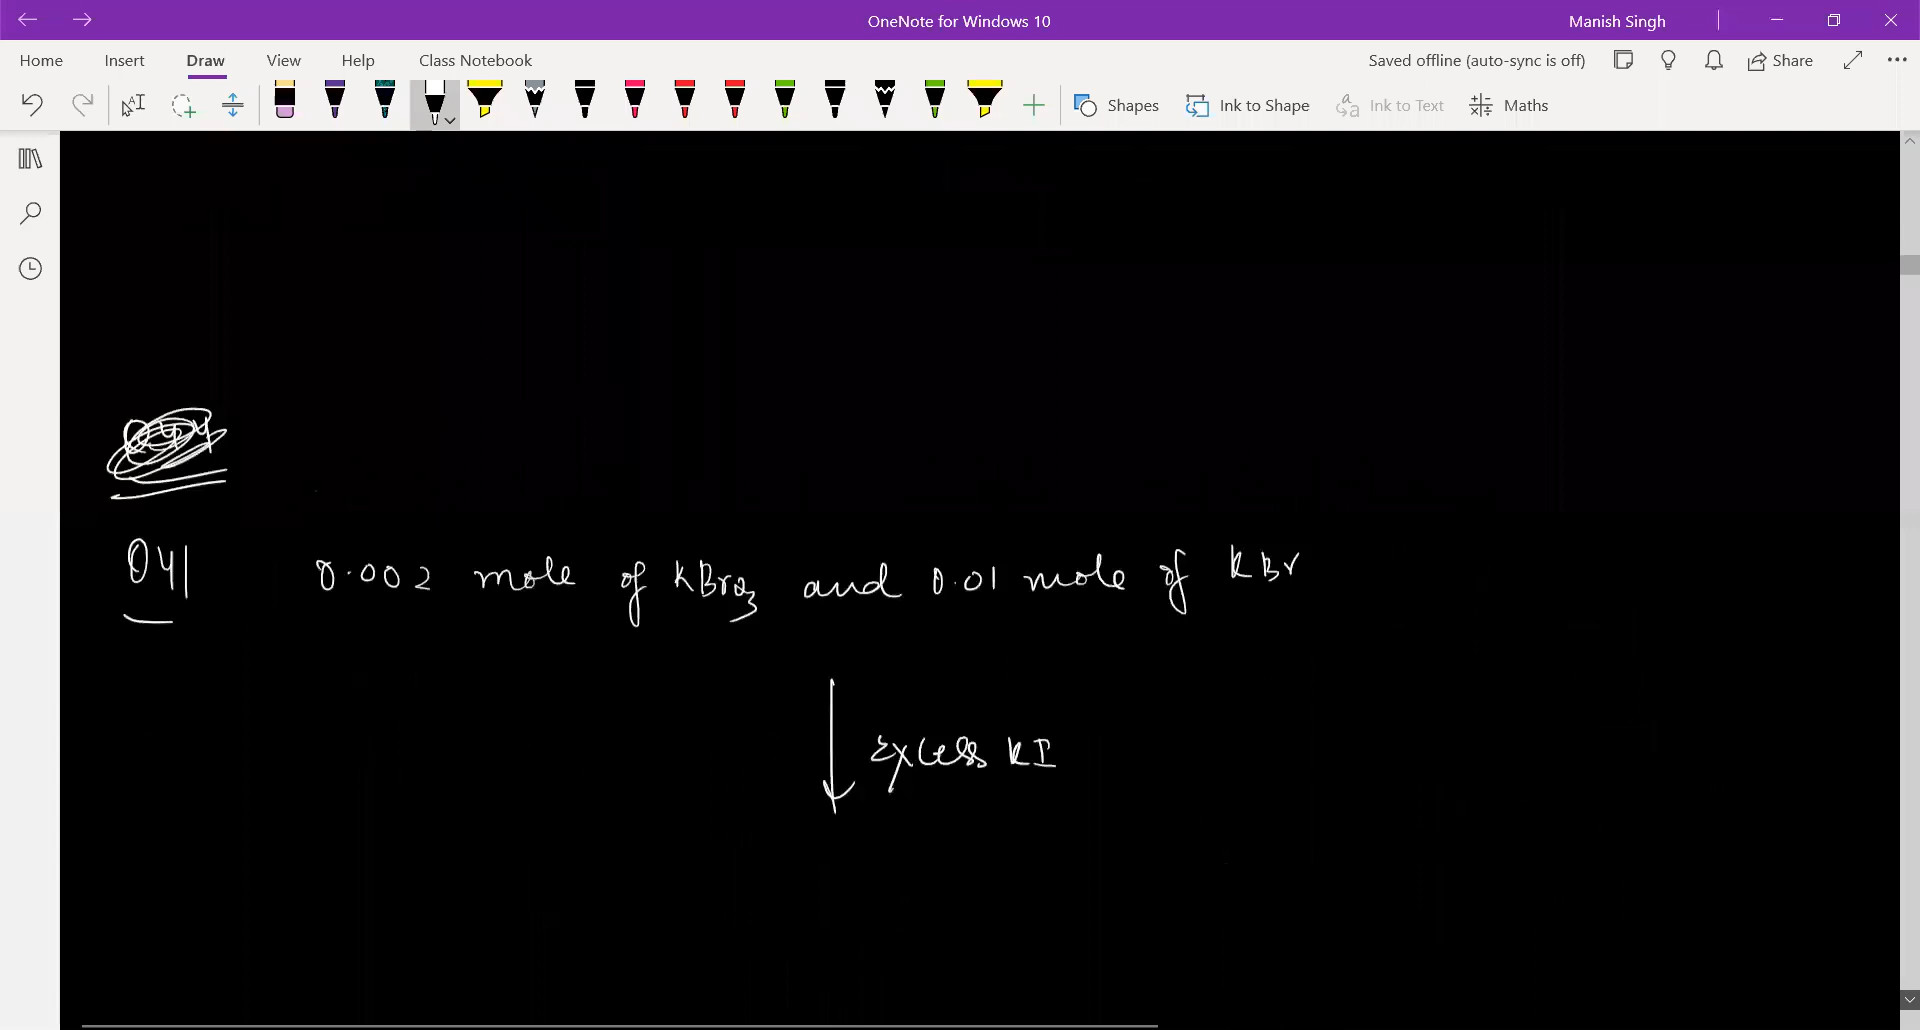 OneNote for Windows 10
Manish Singh
Home Insert Draw View Help Class Notebook
Saved offline (auto-sync is off) Share
Shapes Ink to Shape Ink to Text Maths
Q41 0.002 mole of KBrO3 and 0.01 mole of KBr
Excess KI